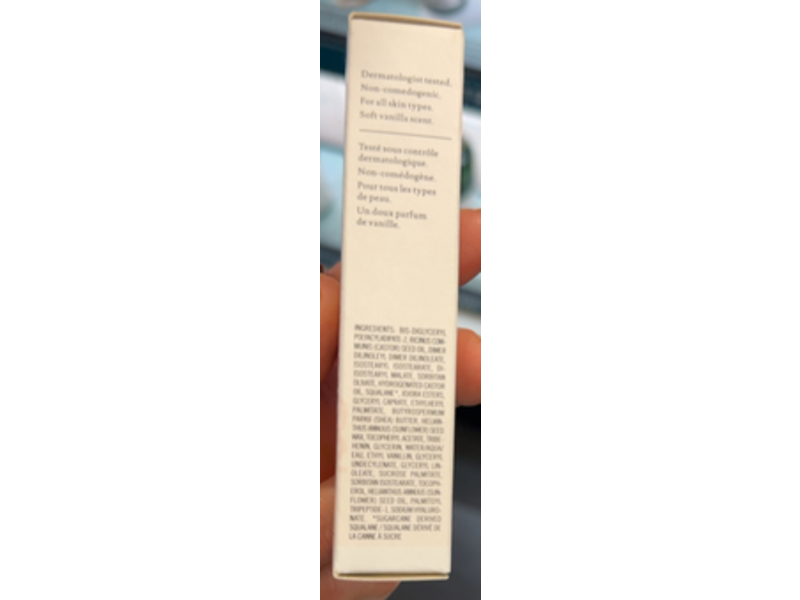 Dermatologist tested.
Non-comedogenic.
For all skin types.
Soft vanilla scent.
Testé sous contrôle
dermatologique.
Non-comédogène.
Pour tous les types
de peau.
Un doux parfum
de vanille.
INGREDIENTS: BIS-DIGLYCERYL
POLYACYLADIPATE-2, RICINUS COM-
MUNIS (CASTOR) SEED OIL, DIMER
DILINOLEYL DIMER DILINOLEATE,
ISOSTEARYL ISOSTEARATE, DI-
ISOSTEARYL MALATE, SORBITAN
OLIVATE, HYDROGENATED CASTOR
OIL, SQUALANE*, JOJOBA ESTERS,
GLYCERYL CAPRATE, ETHYLHEXYL
PALMITATE, BUTYROSPERMUM
PARKII (SHEA) BUTTER, HELIAN-
THUS ANNUUS (SUNFLOWER) SEED
WAX, TOCOPHERYL ACETATE, TRIBE-
HENIN, GLYCERIN, WATER/AQUA/
EAU, ETHYL VANILLIN, GLYCERYL
UNDECYLENATE, GLYCERYL LIN-
OLEATE, SUCROSE PALMITATE,
SORBITAN ISOSTEARATE, TOCOPH-
EROL, HELIANTHUS ANNUUS (SUN-
FLOWER) SEED OIL, PALMITOYL
TRIPEPTIDE-1, SODIUM HYALURO-
NATE. *SUGARCANE DERIVED
SQUALANE / SQUALANE DÉRIVÉ DE
LA CANNE À SUCRE